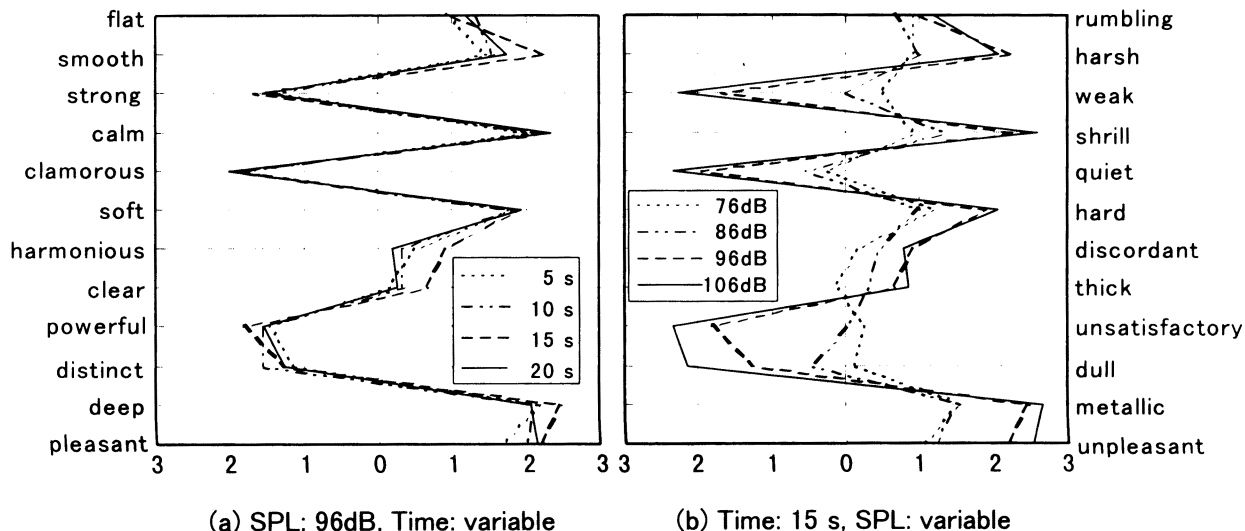 flat
smooth
strong
calm
clamorous
soft
harmonious
clear
powerful
distinct
deep
pleasant
5 s
10 s
15 s
20 s
3 2 1 0 1 2 3
(a) SPL: 96dB, Time: variable
76dB
86dB
96dB
106dB
3 2 1 0 1 2 3
(b) Time: 15 s, SPL: variable
rumbling
harsh
weak
shrill
quiet
hard
discordant
thick
unsatisfactory
dull
metallic
unpleasant